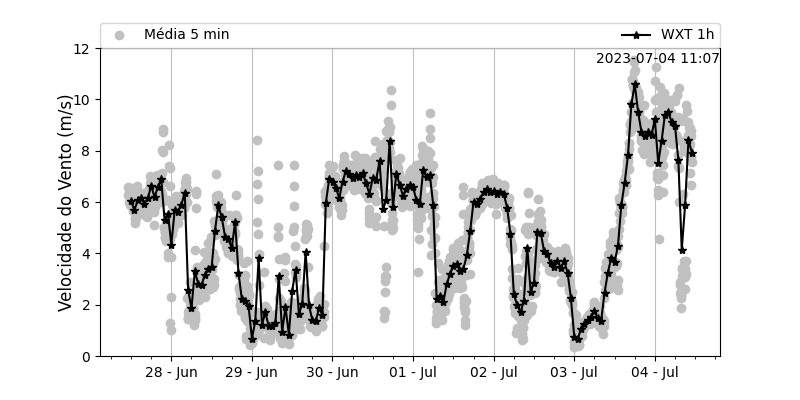 Média 5 min
WXT 1h
2023-07-04 11:07
Velocidade do Vento (m/s)
12
10
8
6
4
2
0
28 - Jun
29 - Jun
30 - Jun
01 - Jul
02 - Jul
03 - Jul
04 - Jul